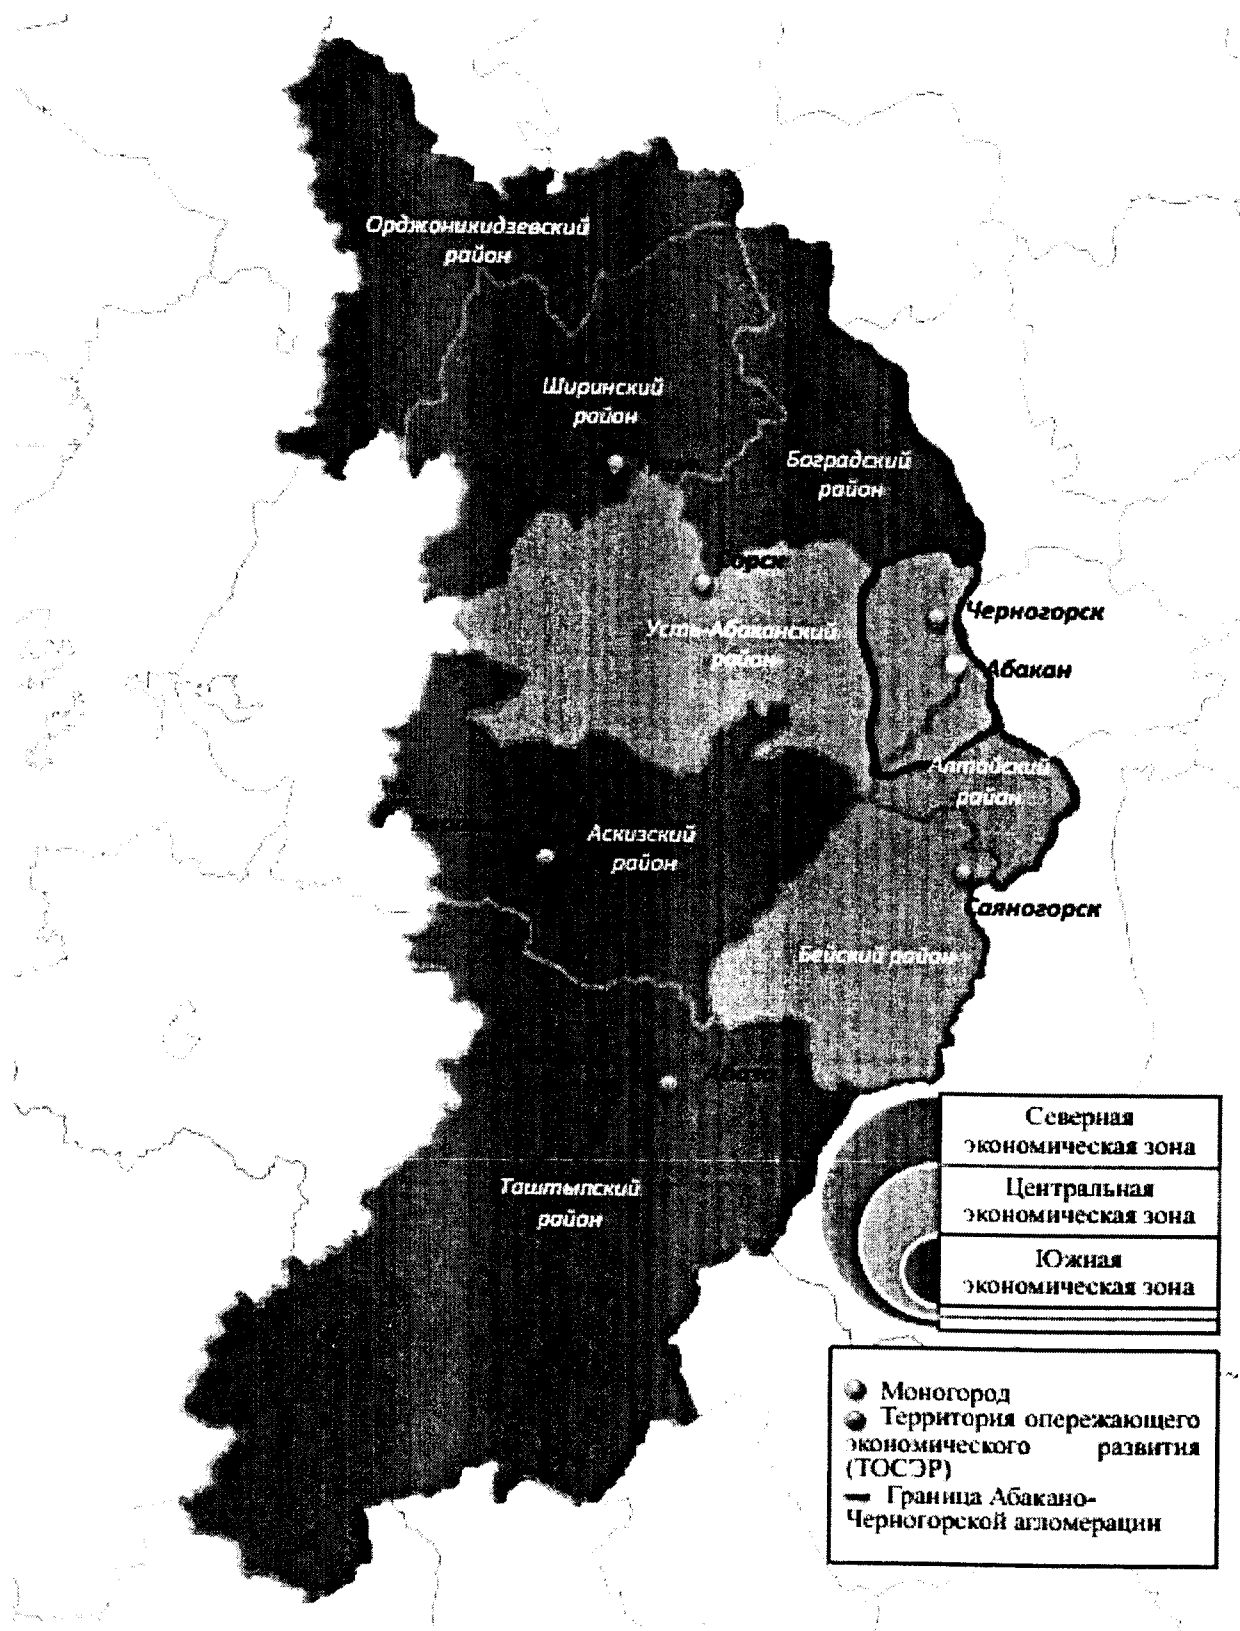 Орджоникидзевский
район
Ширинский
район
Боградский
район
Сорск
Черногорск
Усть-Абаканский
район
Абакан
Алтайский
район
Аскизский
район
Саяногорск
Бейский район
Абаза
Таштыпский
район
Северная
экономическая зона
Центральная
экономическая зона
Южная
экономическая зона
Моногород
Территория опережающего
экономического развития
(ТОСЭР)
Граница Абакано-
Черногорской агломерации